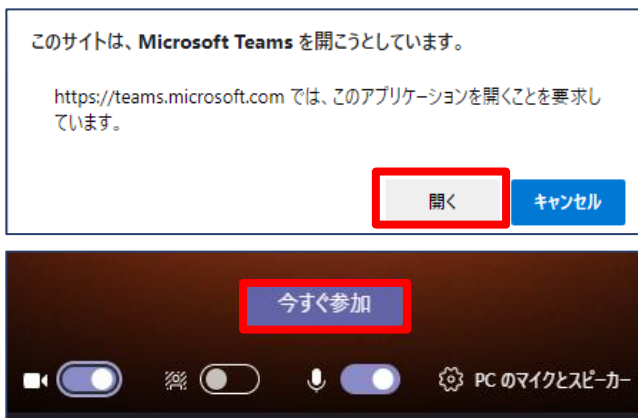 このサイトは、Microsoft Teams を開こうとしています。
https://teams.microsoft.com では、このアプリケーションを開くことを要求し
ています。
開く
キャンセル
今すぐ参加
PC のマイクとスピーカー